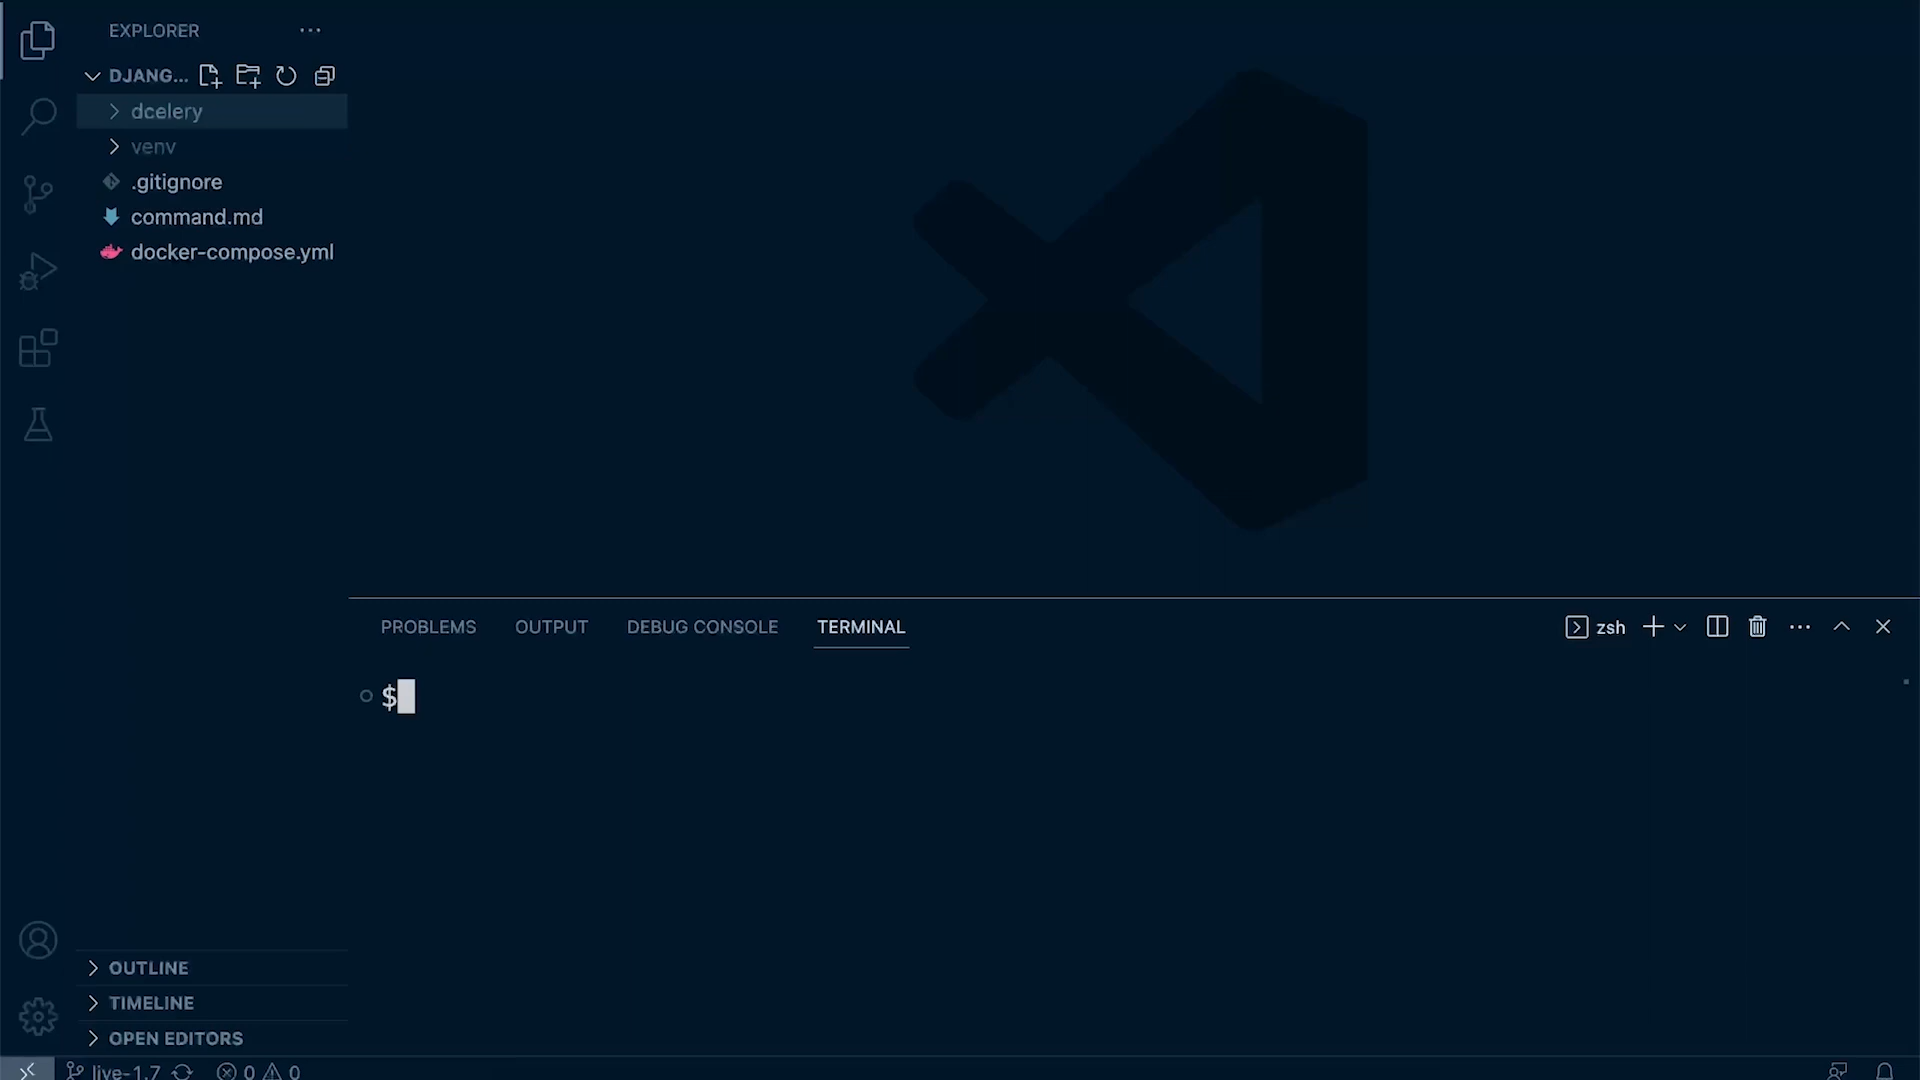 EXPLORER
DJANG...
dcelery
venv
.gitignore
command.md
docker-compose.yml
PROBLEMS OUTPUT DEBUG CONSOLE TERMINAL zsh
$
OUTLINE
TIMELINE
OPEN EDITORS
live-1.7 0 0